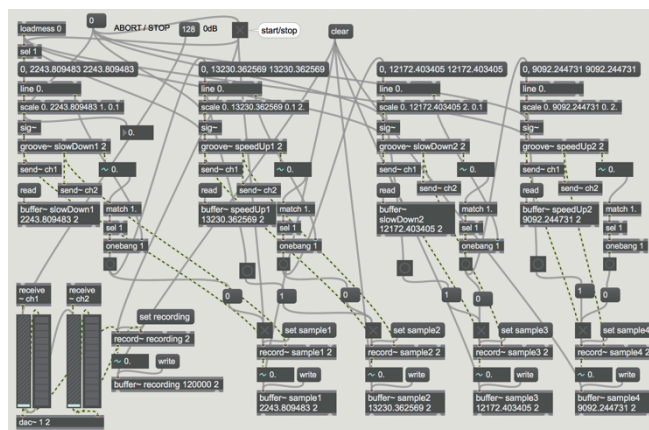 loadmess 0
0
ABORT / STOP
128
0dB
start/stop
clear
sel 1
0, 2243.809483 2243.809483
0, 13230.362569 13230.362569
0, 12172.403405 12172.403405
0, 9092.244731 9092.244731
line 0.
line 0.
line 0.
line 0.
scale 0. 2243.809483 1. 0.1
scale 0. 13230.362569 0.1 2.
scale 0. 12172.403405 2. 0.1
scale 0. 9092.244731 0. 2.
sig~
0.
sig~
sig~
sig~
groove~ slowDown1 2
groove~ speedUp1 2
groove~ slowDown2 2
groove~ speedUp2 2
send~ ch1
~ 0.
send~ ch1
~ 0.
send~ ch1
~ 0.
send~ ch1
~ 0.
read
send~ ch2
read
send~ ch2
read
send~ ch2
read
send~ ch2
buffer~ slowDown1
2243.809483 2
match 1.
buffer~ speedUp1
13230.362569 2
match 1.
buffer~
slowDown2
12172.403405 2
match 1.
buffer~ speedUp2
9092.244731 2
match 1.
sel 1
sel 1
sel 1
sel 1
onebang 1
onebang 1
onebang 1
onebang 1
receive
~ ch1
receive
~ ch2
0
1
0
1
0
1
0
set recording
set sample1
set sample2
set sample3
set sample4
record~ recording 2
record~ sample1 2
record~ sample2 2
record~ sample3 2
record~ sample4 2
~ 0.
write
~ 0.
write
~ 0.
write
~ 0.
write
~ 0.
write
buffer~ recording 120000 2
buffer~ sample1
2243.809483 2
buffer~ sample2
13230.362569 2
buffer~ sample3
12172.403405 2
buffer~ sample4
9092.244731 2
dac~ 1 2